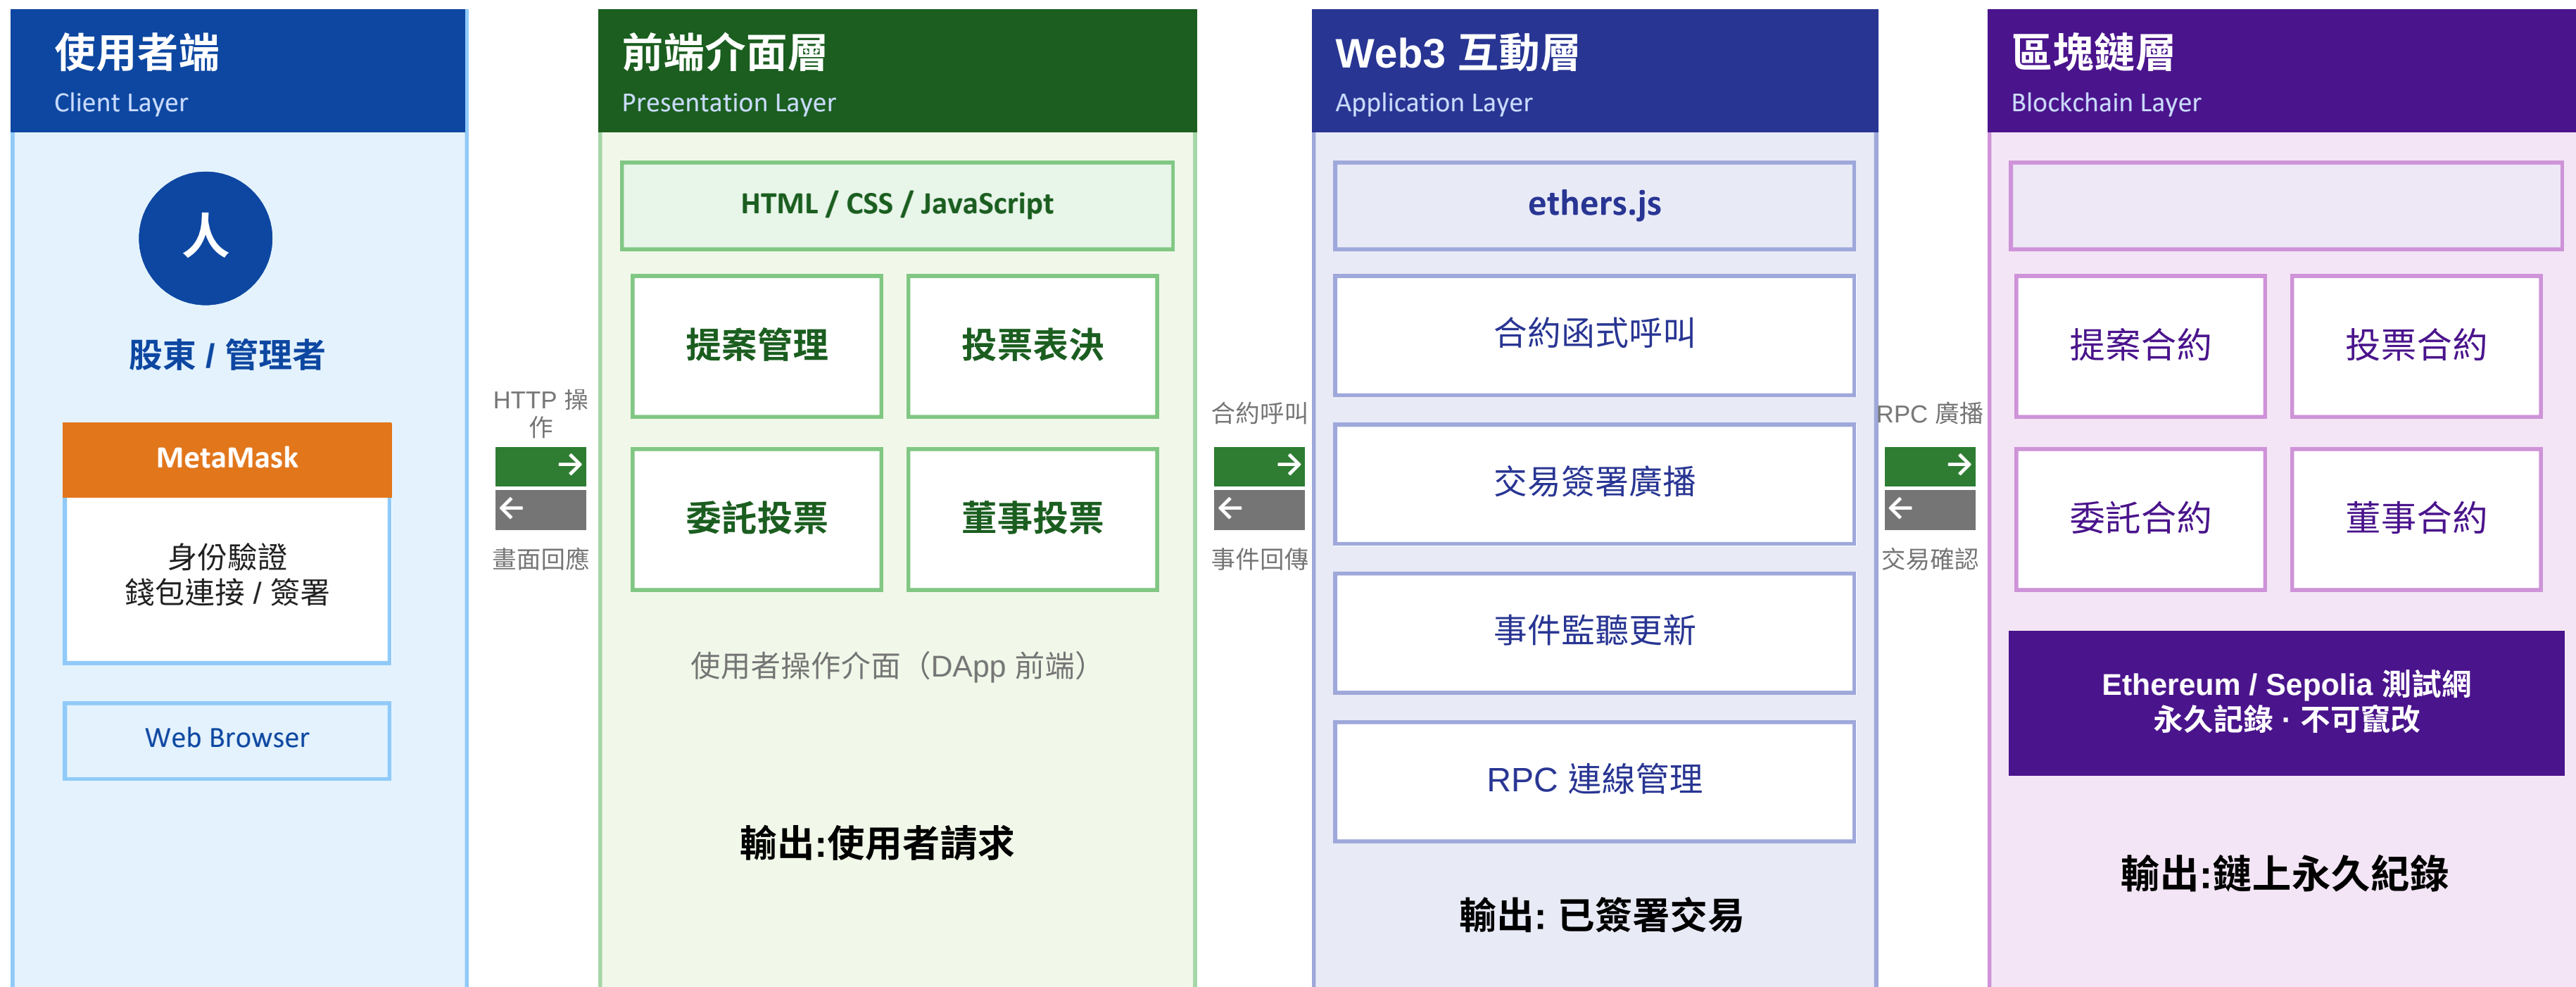 使用者端
Client Layer
人
股東 / 管理者
MetaMask
身份驗證
錢包連接 / 簽署
Web Browser
HTTP 操
作
→
←
畫面回應
前端介面層
Presentation Layer
HTML / CSS / JavaScript
提案管理
投票表決
委託投票
董事投票
使用者操作介面（DApp 前端）
輸出:使用者請求
合約呼叫
→
←
事件回傳
Web3 互動層
Application Layer
ethers.js
合約函式呼叫
交易簽署廣播
事件監聽更新
RPC 連線管理
輸出: 已簽署交易
RPC 廣播
→
←
交易確認
區塊鏈層
Blockchain Layer
提案合約
投票合約
委託合約
董事合約
Ethereum / Sepolia 測試網
永久記錄 · 不可竄改
輸出:鏈上永久紀錄